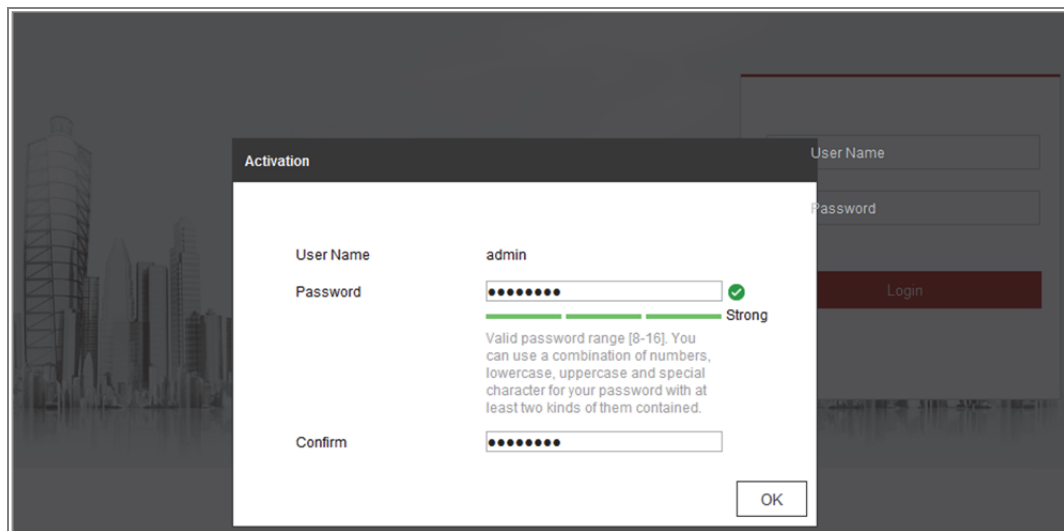 User Name
Activation
Password
User Name admin
Password ●●●●●●●●
Strong
Login
Valid password range [8-16]. You
can use a combination of numbers,
lowercase, uppercase and special
character for your password with at
least two kinds of them contained.
Confirm ●●●●●●●●
OK